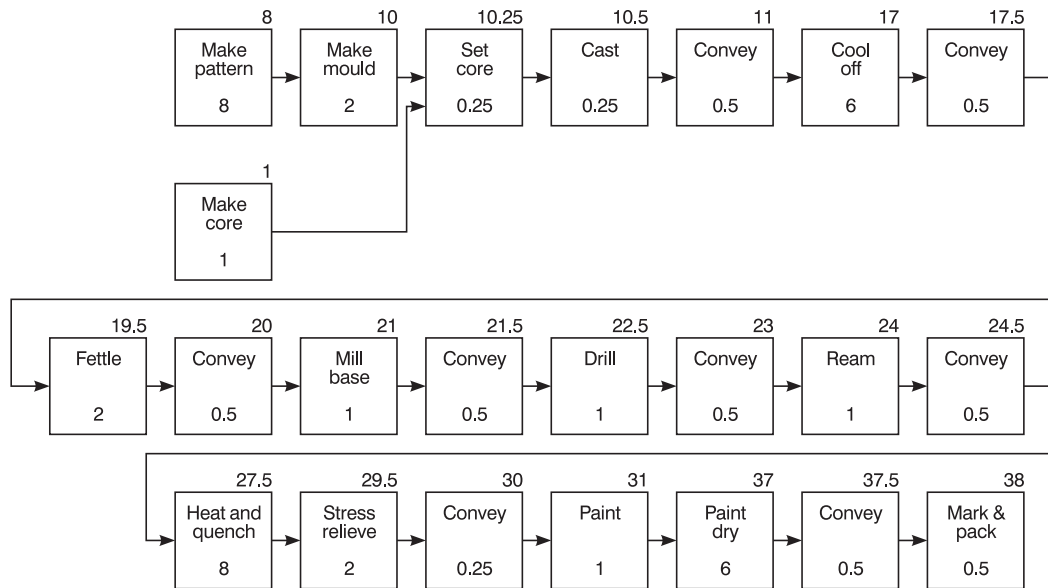 8
Make
pattern
8
10
Make
mould
2
10.25
Set
core
0.25
10.5
Cast
0.25
11
Convey
0.5
17
Cool
off
6
17.5
Convey
0.5
1
Make
core
1
19.5
Fettle
2
20
Convey
0.5
21
Mill
base
1
21.5
Convey
0.5
22.5
Drill
1
23
Convey
0.5
24
Ream
1
24.5
Convey
0.5
27.5
Heat and
quench
8
29.5
Stress
relieve
2
30
Convey
0.25
31
Paint
1
37
Paint
dry
6
37.5
Convey
0.5
38
Mark &
pack
0.5